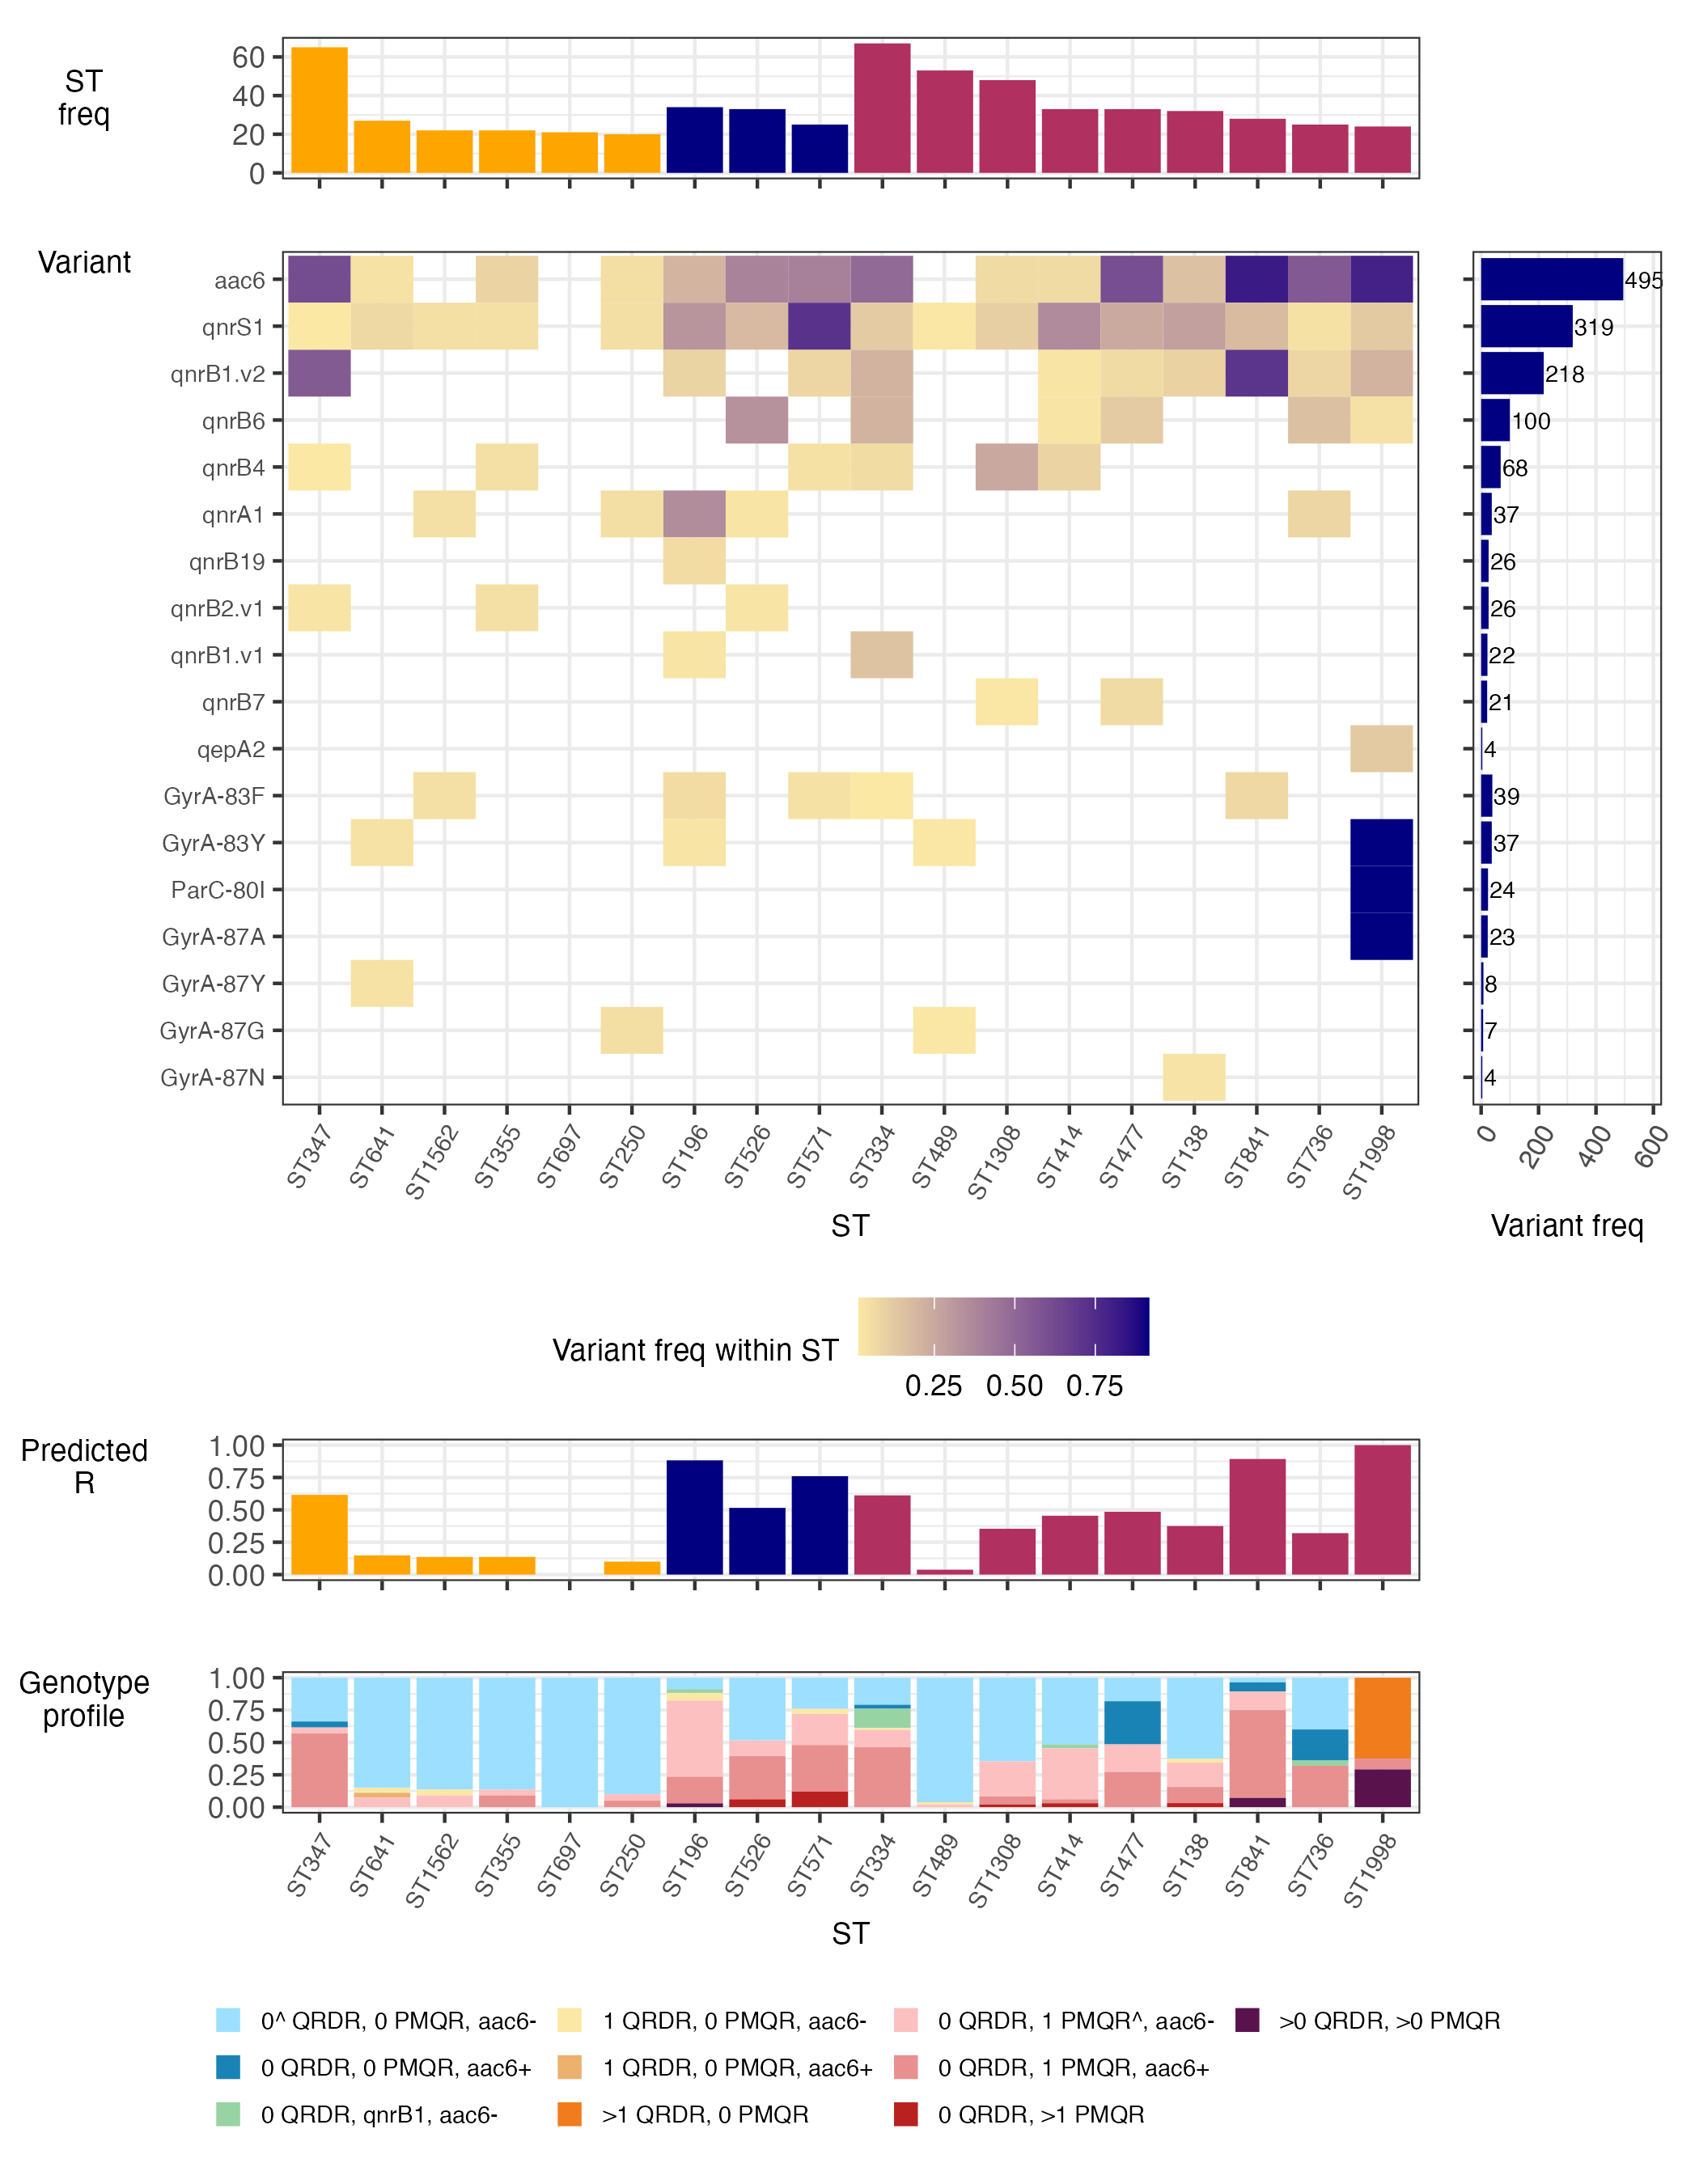 ST
freq
60
40
20
0
Variant
aac6
qnrS1
qnrB1.v2
qnrB6
qnrB4
qnrA1
qnrB19
qnrB2.v1
qnrB1.v1
qnrB7
qepA2
GyrA-83F
GyrA-83Y
ParC-80I
GyrA-87A
GyrA-87Y
GyrA-87G
GyrA-87N
495
319
218
100
68
37
26
26
22
21
4
39
37
24
23
8
7
4
ST347 ST641 ST1562 ST355 ST697 ST250 ST196 ST526 ST571 ST334 ST489 ST1308 ST414 ST477 ST138 ST841 ST736 ST1998
0 200 400 600
ST
Variant freq
Variant freq within ST
0.25 0.50 0.75
Predicted
R
1.00
0.75
0.50
0.25
0.00
Genotype
profile
1.00
0.75
0.50
0.25
0.00
ST347 ST641 ST1562 ST355 ST697 ST250 ST196 ST526 ST571 ST334 ST489 ST1308 ST414 ST477 ST138 ST841 ST736 ST1998
ST
0^ QRDR, 0 PMQR, aac6- 1 QRDR, 0 PMQR, aac6- 0 QRDR, 1 PMQR^, aac6- >0 QRDR, >0 PMQR
0 QRDR, 0 PMQR, aac6+ 1 QRDR, 0 PMQR, aac6+ 0 QRDR, 1 PMQR, aac6+
0 QRDR, qnrB1, aac6- >1 QRDR, 0 PMQR 0 QRDR, >1 PMQR